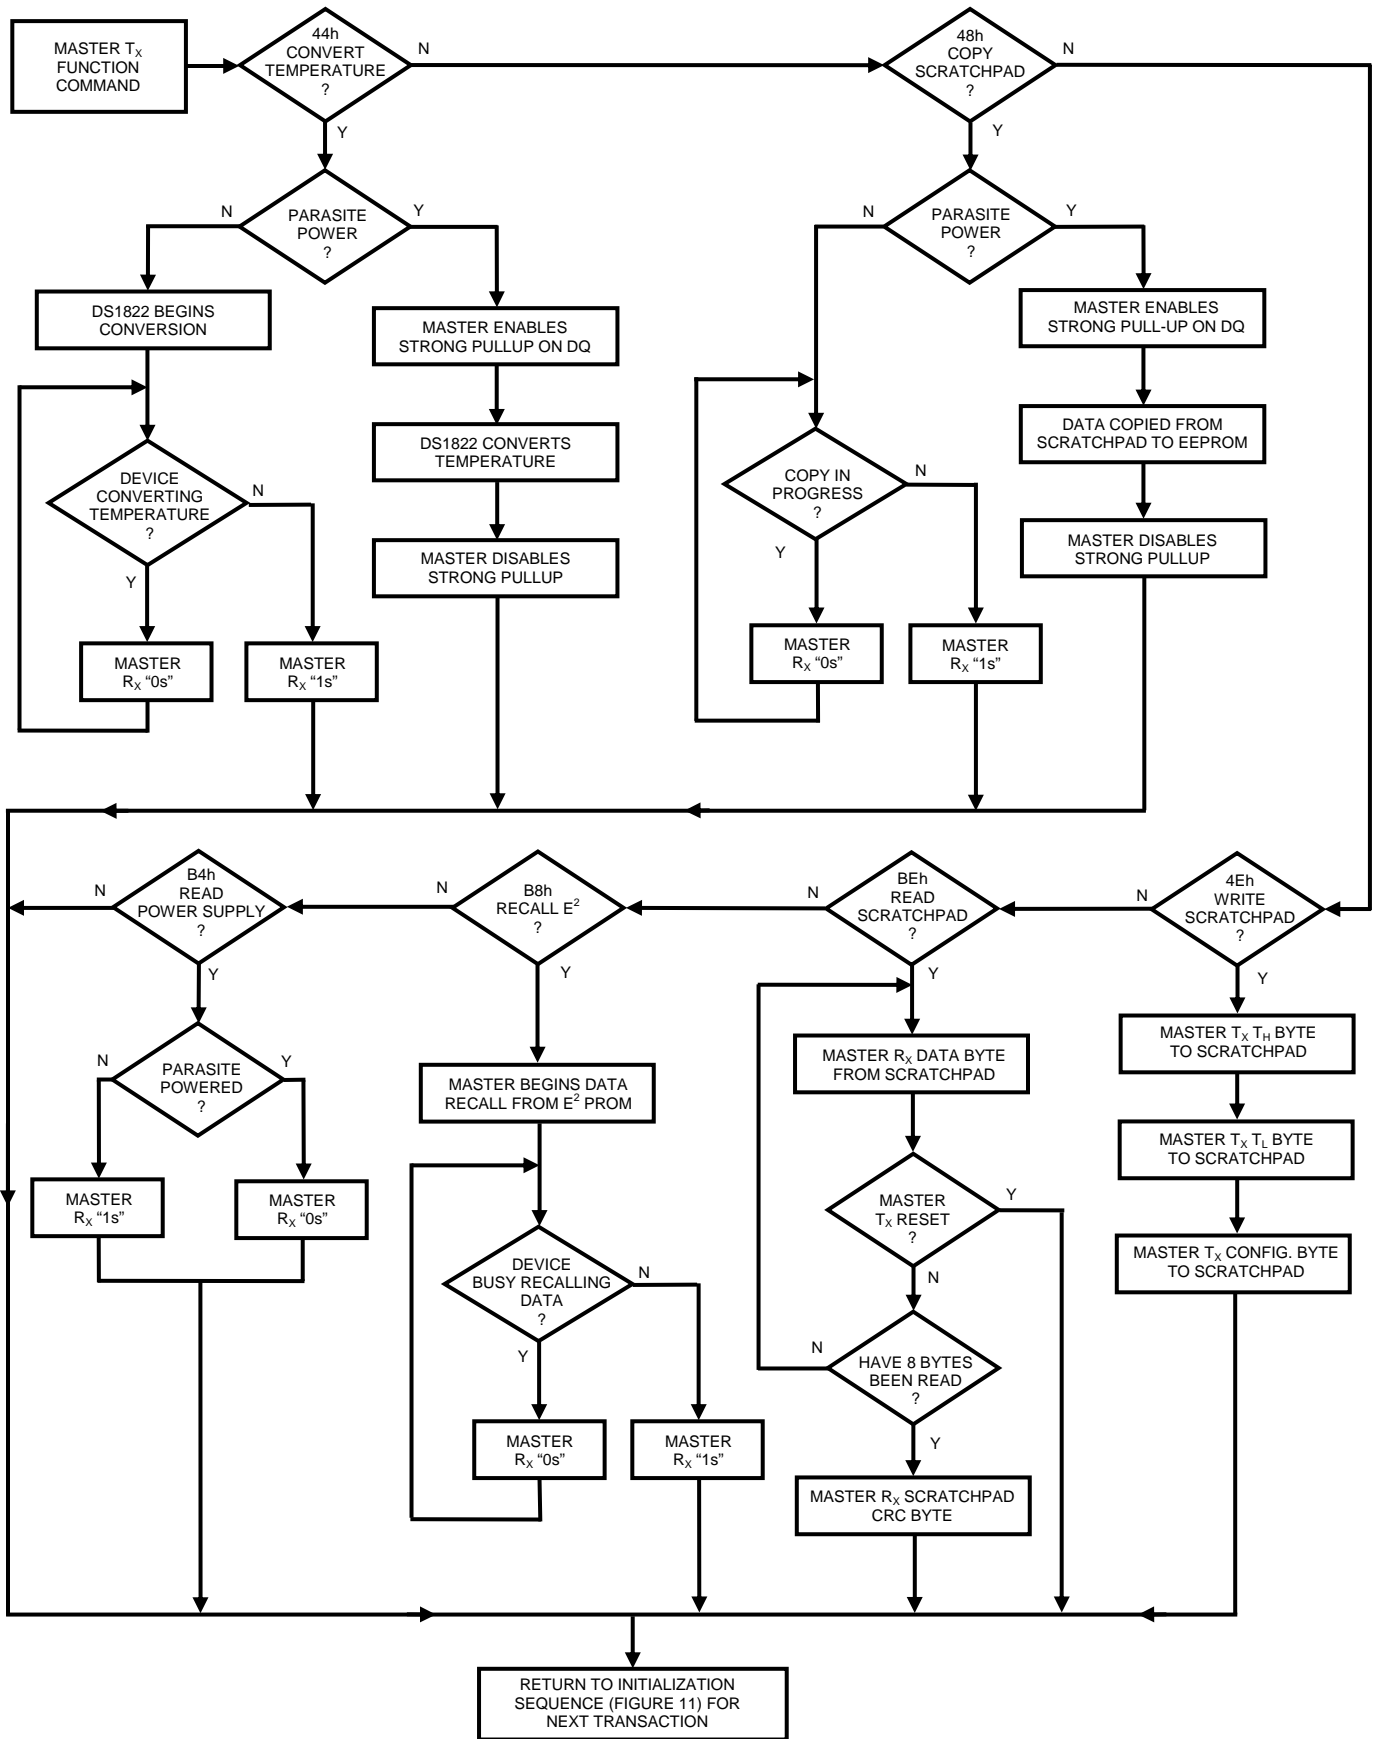 MASTER TX
FUNCTION
COMMAND
44h
CONVERT
TEMPERATURE
?
N
Y
48h
COPY
SCRATCHPAD
?
N
Y
PARASITE
POWER
?
N
Y
PARASITE
POWER
?
N
Y
DS1822 BEGINS
CONVERSION
MASTER ENABLES
STRONG PULLUP ON DQ
MASTER ENABLES
STRONG PULL-UP ON DQ
DS1822 CONVERTS
TEMPERATURE
DATA COPIED FROM
SCRATCHPAD TO EEPROM
DEVICE
CONVERTING
TEMPERATURE
?
N
Y
COPY IN
PROGRESS
?
N
Y
MASTER DISABLES
STRONG PULLUP
MASTER DISABLES
STRONG PULLUP
MASTER
RX “0s”
MASTER
RX “1s”
MASTER
RX “0s”
MASTER
RX “1s”
B4h
READ
POWER SUPPLY
?
N
Y
B8h
RECALL E2
?
N
Y
BEh
READ
SCRATCHPAD
?
N
Y
4Eh
WRITE
SCRATCHPAD
?
N
Y
PARASITE
POWERED
?
N
Y
MASTER BEGINS DATA
RECALL FROM E2 PROM
MASTER RX DATA BYTE
FROM SCRATCHPAD
MASTER TX TH BYTE
TO SCRATCHPAD
MASTER TX TL BYTE
TO SCRATCHPAD
MASTER
RX “1s”
MASTER
RX “0s”
MASTER
TX RESET
?
Y
N
MASTER TX CONFIG. BYTE
TO SCRATCHPAD
DEVICE
BUSY RECALLING
DATA
?
N
Y
HAVE 8 BYTES
BEEN READ
?
N
Y
MASTER
RX “0s”
MASTER
RX “1s”
MASTER RX SCRATCHPAD
CRC BYTE
RETURN TO INITIALIZATION
SEQUENCE (FIGURE 11) FOR
NEXT TRANSACTION